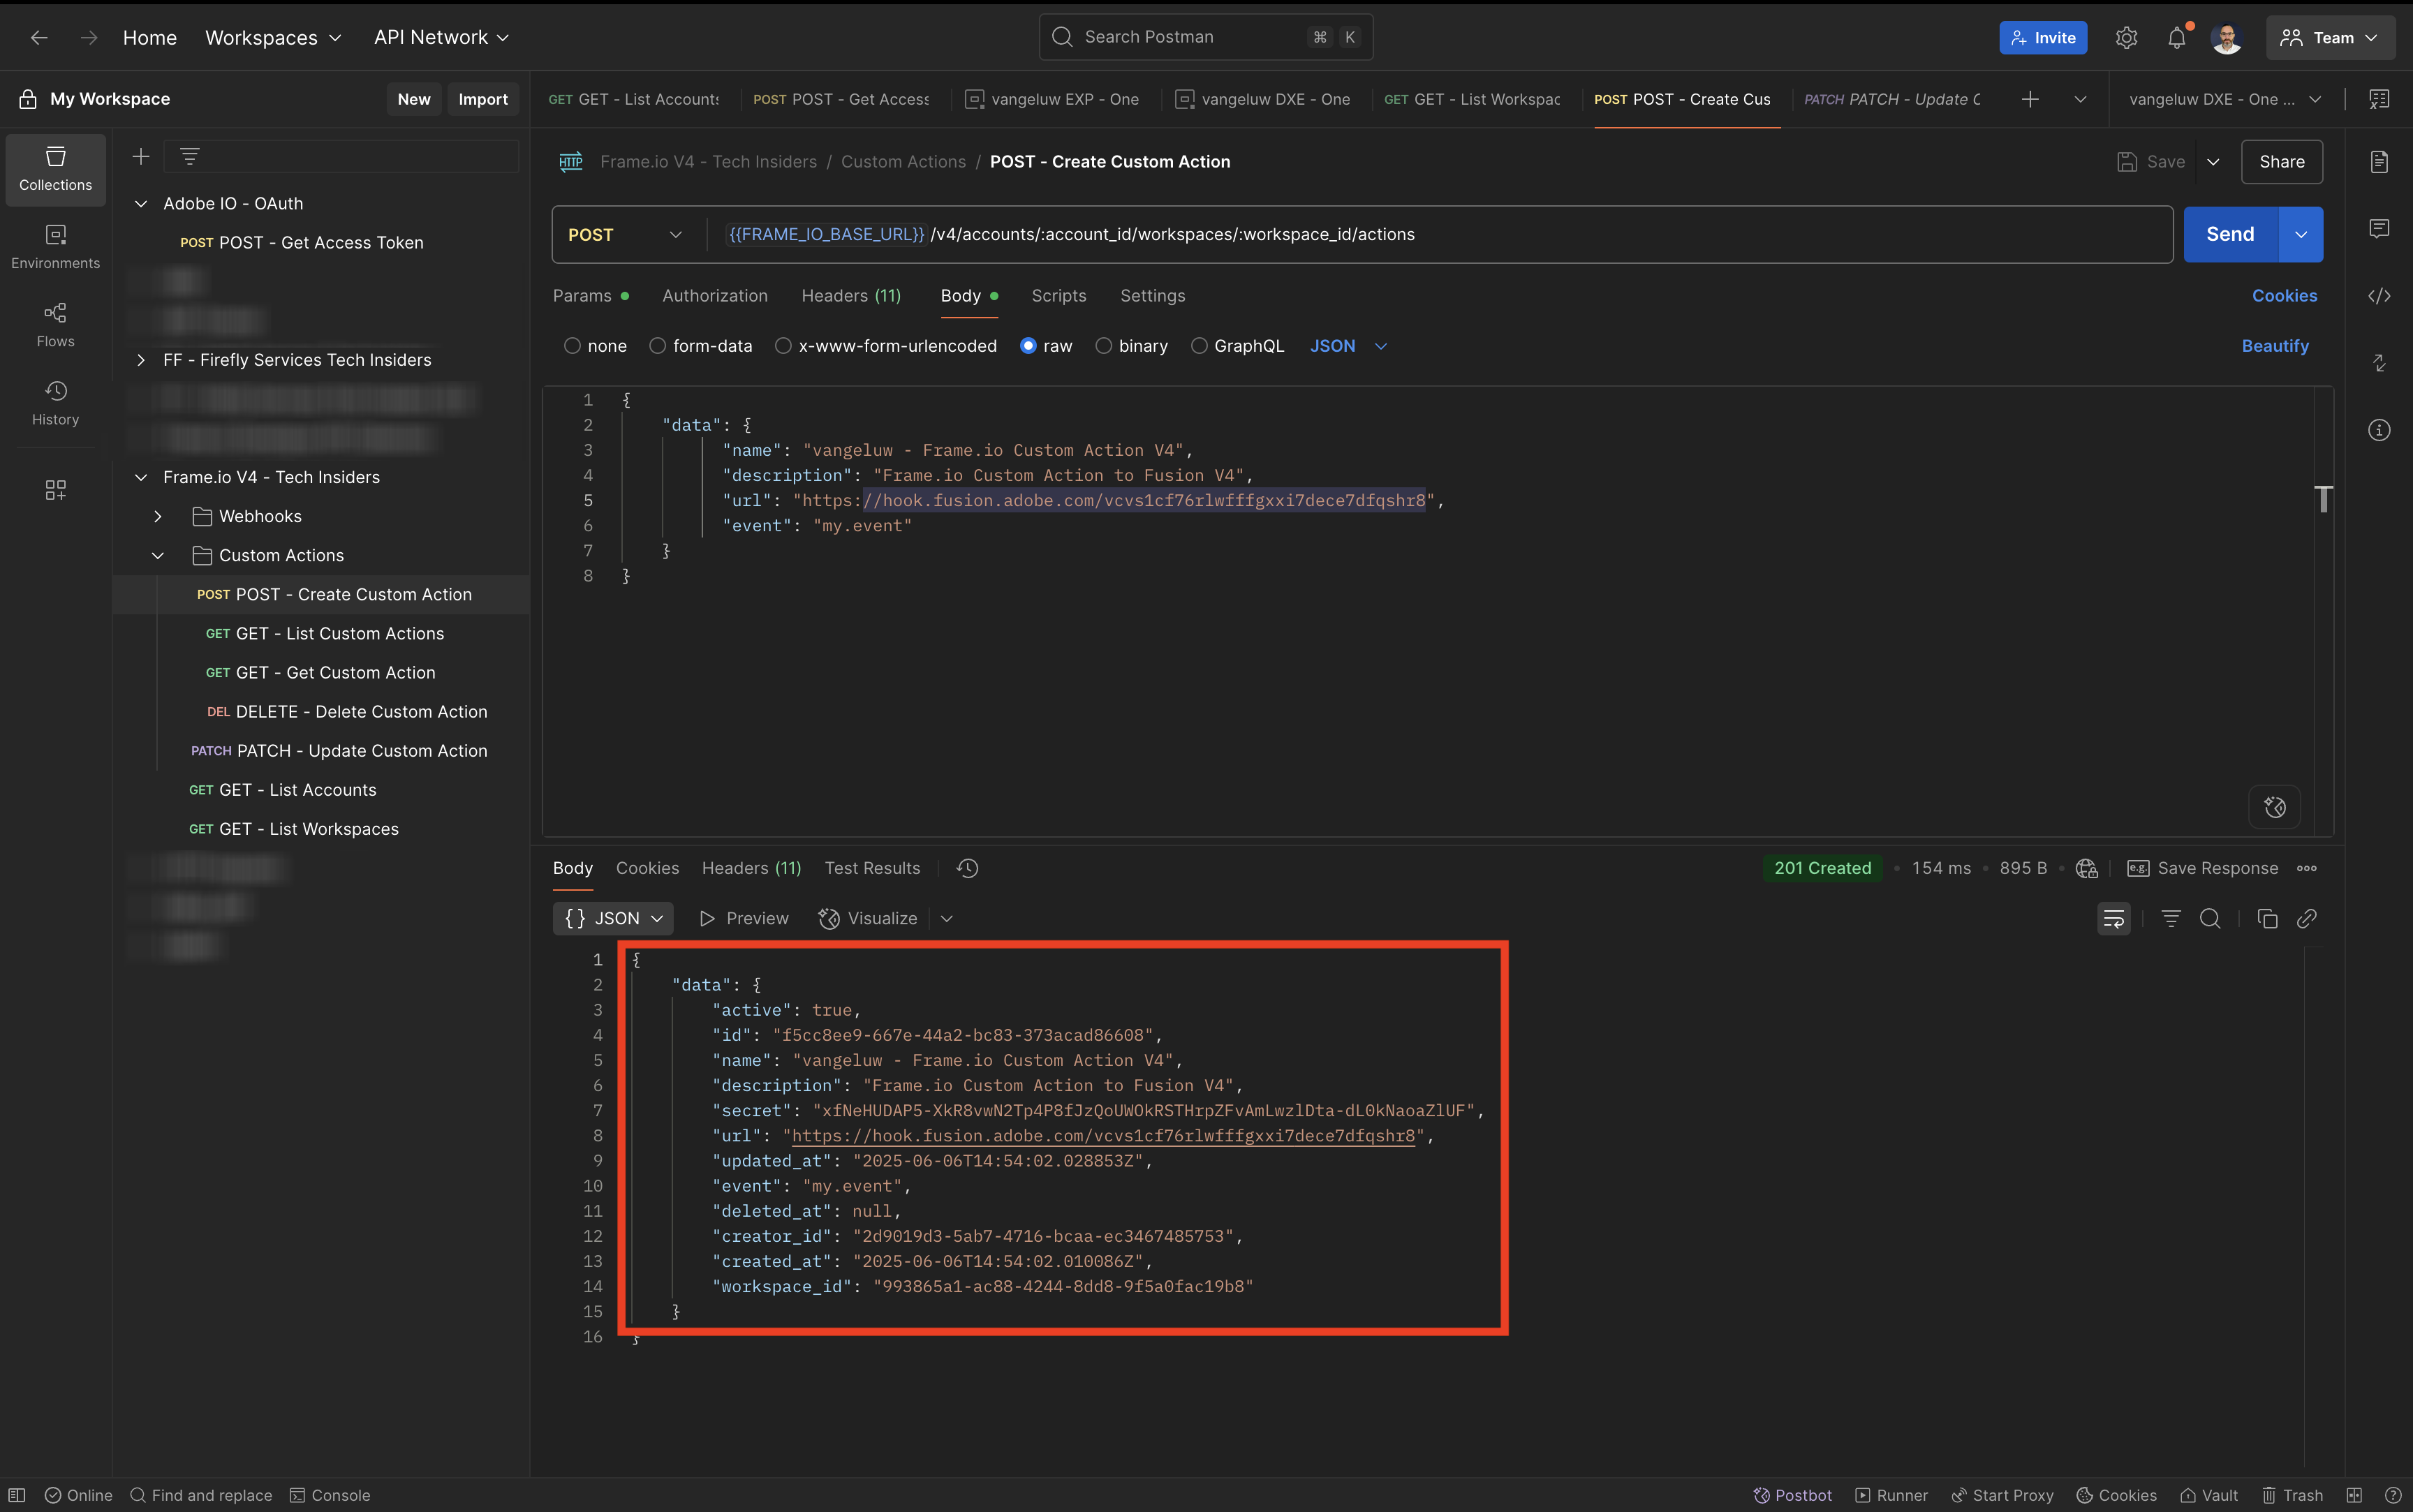 Home Workspaces API Network Search Postman ⌘ K Invite Team
My Workspace New Import
GET GET - List Accounts POST POST - Get Access vangeluw EXP - One vangeluw DXE - One GET GET - List Workspac POST POST - Create Cus PATCH PATCH - Update C vangeluw DXE - One ...
Collections
Environments
Flows
History
Adobe IO - OAuth
POST POST - Get Access Token
FF - Firefly Services Tech Insiders
Frame.io V4 - Tech Insiders
Webhooks
Custom Actions
POST POST - Create Custom Action
GET GET - List Custom Actions
GET GET - Get Custom Action
DEL DELETE - Delete Custom Action
PATCH PATCH - Update Custom Action
GET GET - List Accounts
GET GET - List Workspaces
HTTP Frame.io V4 - Tech Insiders / Custom Actions / POST - Create Custom Action Save Share
POST {{FRAME_IO_BASE_URL}} /v4/accounts/:account_id/workspaces/:workspace_id/actions Send
Params Authorization Headers (11) Body Scripts Settings Cookies
none form-data x-www-form-urlencoded raw binary GraphQL JSON Beautify
1 {
2 "data": {
3 "name": "vangeluw - Frame.io Custom Action V4",
4 "description": "Frame.io Custom Action to Fusion V4",
5 "url": "https://hook.fusion.adobe.com/vcvs1cf76rlwfffgxxi7dece7dfqshr8",
6 "event": "my.event"
7 }
8 }
Body Cookies Headers (11) Test Results 201 Created 154 ms 895 B e.g. Save Response
{} JSON Preview Visualize
1 {
2 "data": {
3 "active": true,
4 "id": "f5cc8ee9-667e-44a2-bc83-373acad86608",
5 "name": "vangeluw - Frame.io Custom Action V4",
6 "description": "Frame.io Custom Action to Fusion V4",
7 "secret": "xfNeHUDAP5-XkR8vwN2Tp4P8fJzQoUWOkRSTHrpZFvAmLwzlDta-dL0kNaoaZlUF",
8 "url": "https://hook.fusion.adobe.com/vcvs1cf76rlwfffgxxi7dece7dfqshr8",
9 "updated_at": "2025-06-06T14:54:02.028853Z",
10 "event": "my.event",
11 "deleted_at": null,
12 "creator_id": "2d9019d3-5ab7-4716-bcaa-ec3467485753",
13 "created_at": "2025-06-06T14:54:02.010086Z",
14 "workspace_id": "993865a1-ac88-4244-8dd8-9f5a0fac19b8"
15 }
16 }
Online Find and replace Console Postbot Runner Start Proxy Cookies Vault Trash